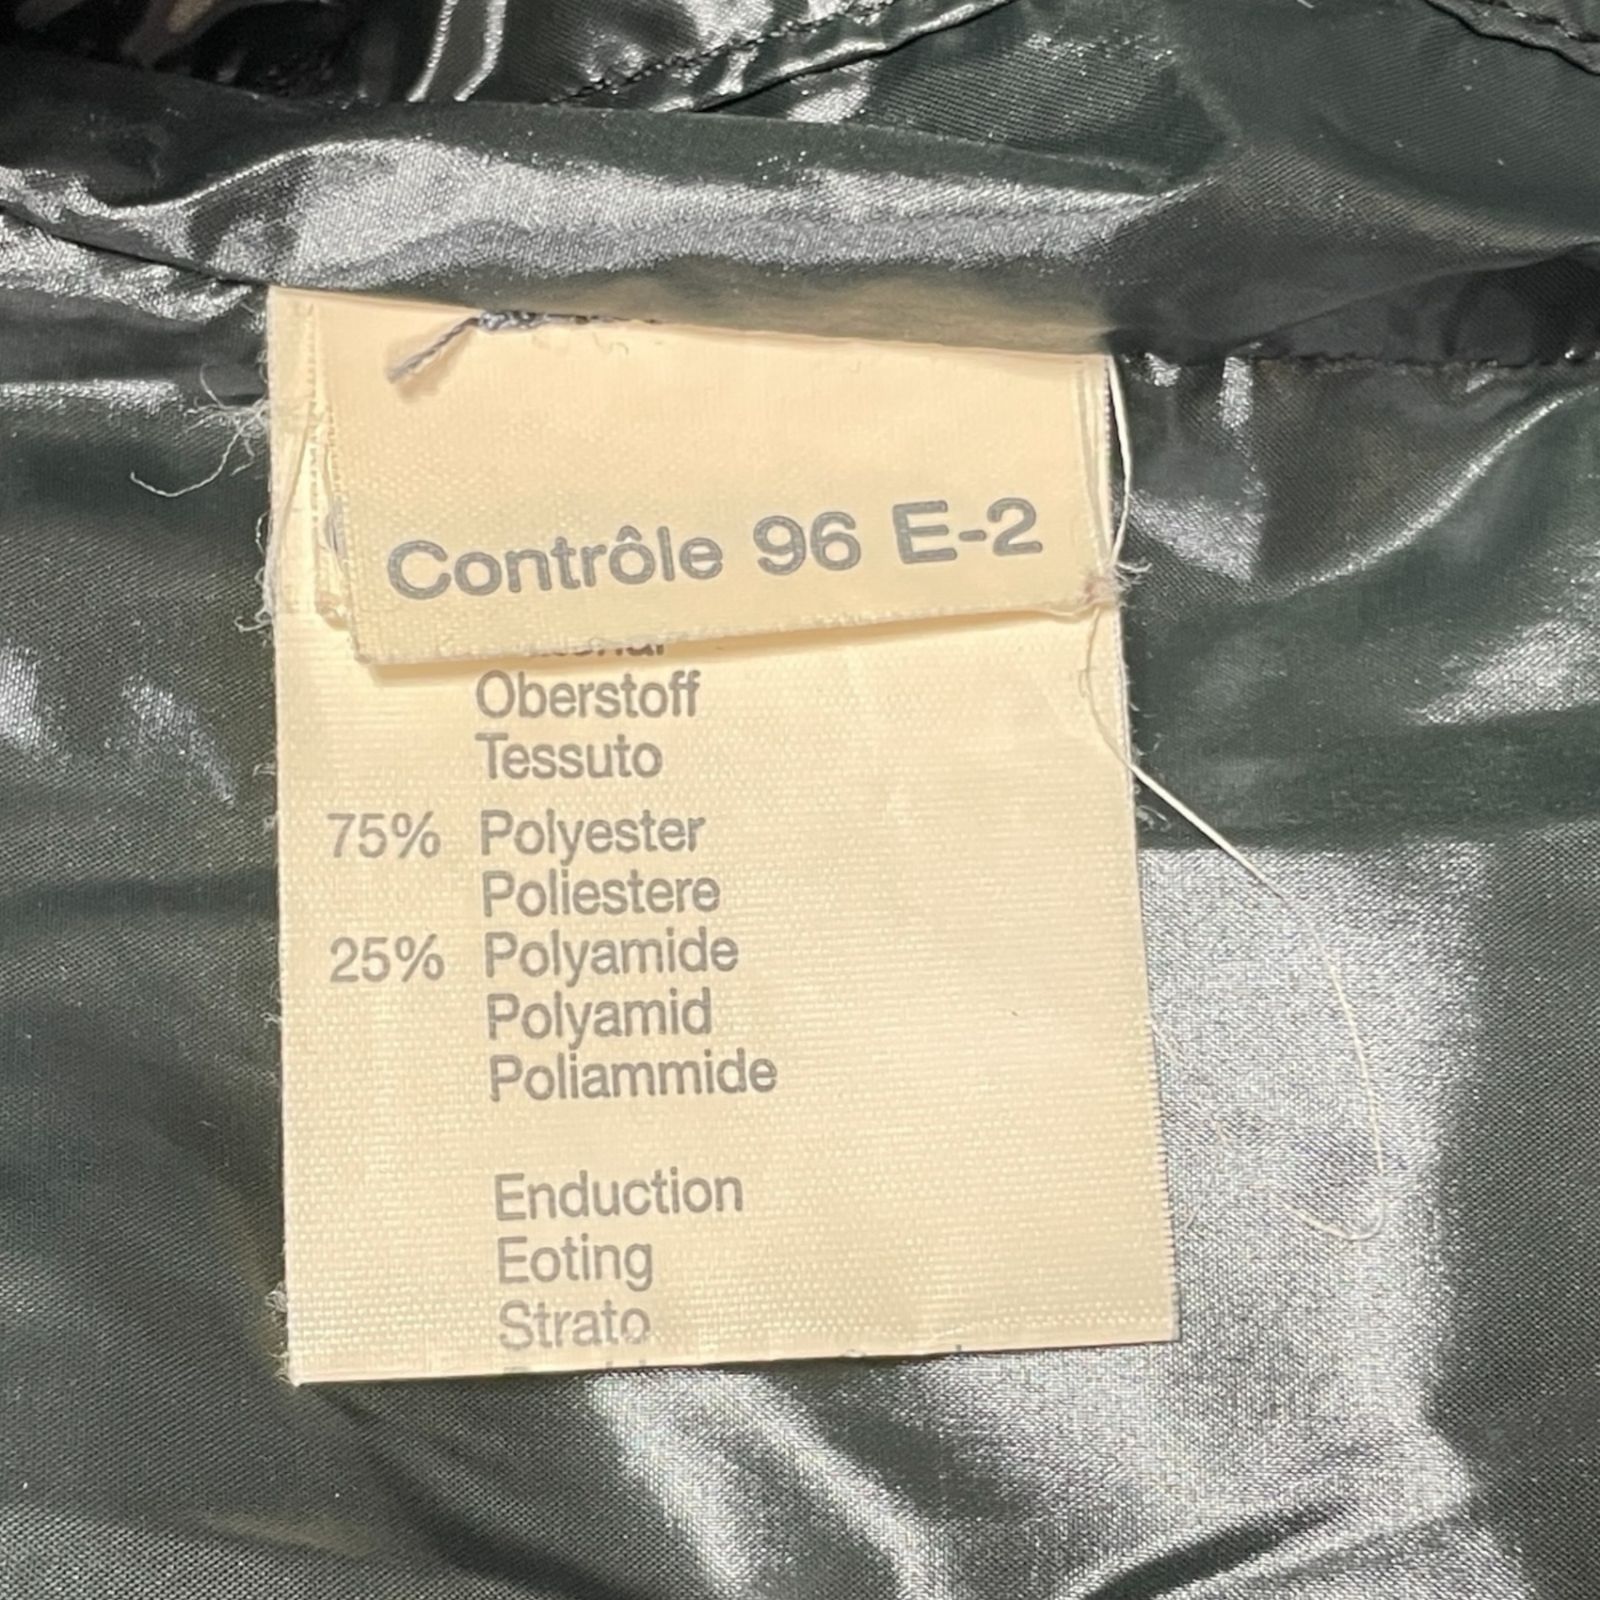 Contrôle 96 E-2
Oberstoff
Tessuto
75% Polyester
Poliestere
25% Polyamide
Polyamid
Poliammide
Enduction
Eoting
Strato